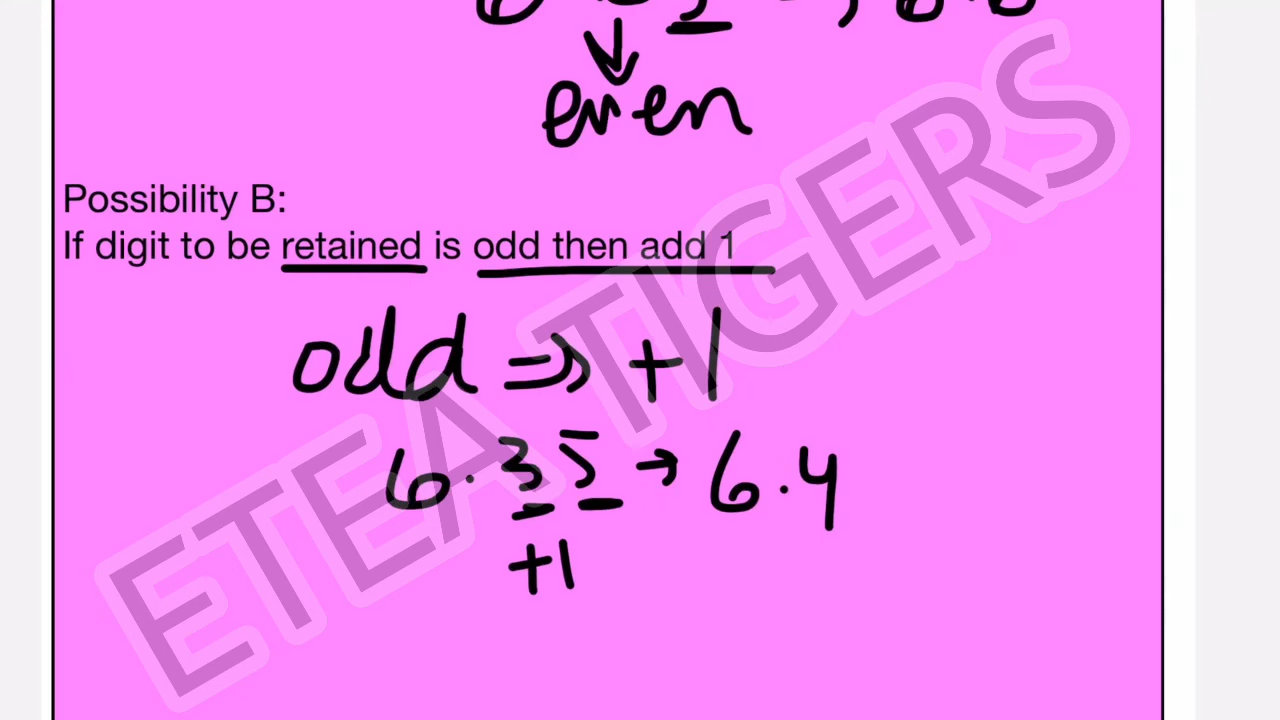 even
Possibility B:
If digit to be retained is odd then add 1
odd ⇒ +1
6.35 → 6.4
+1
ETEA TIGERS